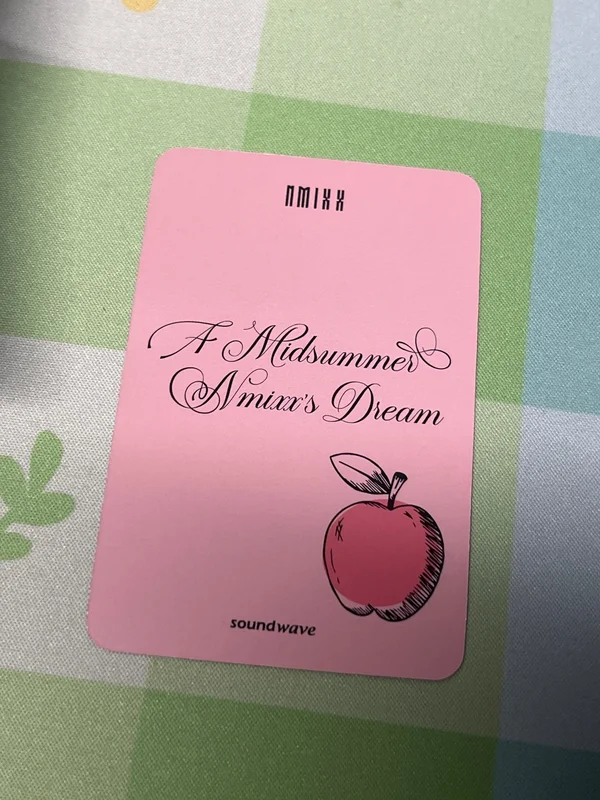 NMIXX
A Midsummer
Nmixx's Dream
soundwave